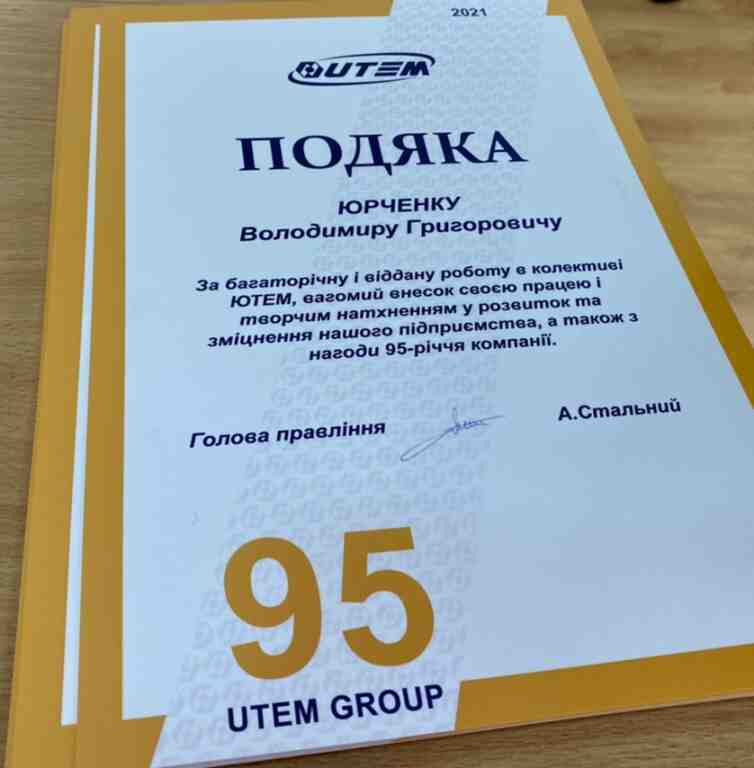 2021
UTEM
ПОДЯКА
ЮРЧЕНКУ
Володимиру Григоровичу
За багаторічну і віддану роботу в колективі
ЮТЕМ, вагомий внесок своєю працею і
творчим натхненням у розвиток та
зміцнення нашого підприємства, а також з
нагоди 95-річчя компанії.
Голова правління
А.Стальний
95
UTEM GROUP